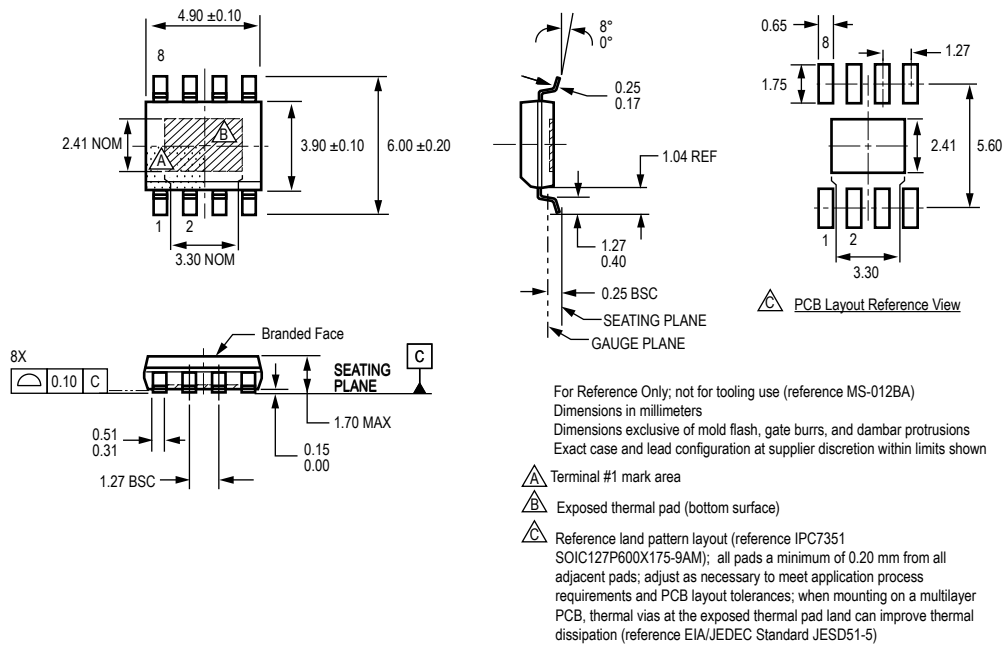 4.90 ±0.10
8
2.41 NOM
A
B
3.90 ±0.10
6.00 ±0.20
1
2
3.30 NOM
8°
0°
0.25
0.17
1.04 REF
1.27
0.40
0.25 BSC
SEATING PLANE
GAUGE PLANE
0.65
8
1.27
1.75
2.41
5.60
1
2
3.30
C PCB Layout Reference View
Branded Face
8X
0.10 C
SEATING
PLANE
C
1.70 MAX
0.51
0.31
0.15
0.00
1.27 BSC
For Reference Only; not for tooling use (reference MS-012BA)
Dimensions in millimeters
Dimensions exclusive of mold flash, gate burrs, and dambar protrusions
Exact case and lead configuration at supplier discretion within limits shown
A Terminal #1 mark area
B Exposed thermal pad (bottom surface)
C Reference land pattern layout (reference IPC7351
SOIC127P600X175-9AM); all pads a minimum of 0.20 mm from all
adjacent pads; adjust as necessary to meet application process
requirements and PCB layout tolerances; when mounting on a multilayer
PCB, thermal vias at the exposed thermal pad land can improve thermal
dissipation (reference EIA/JEDEC Standard JESD51-5)